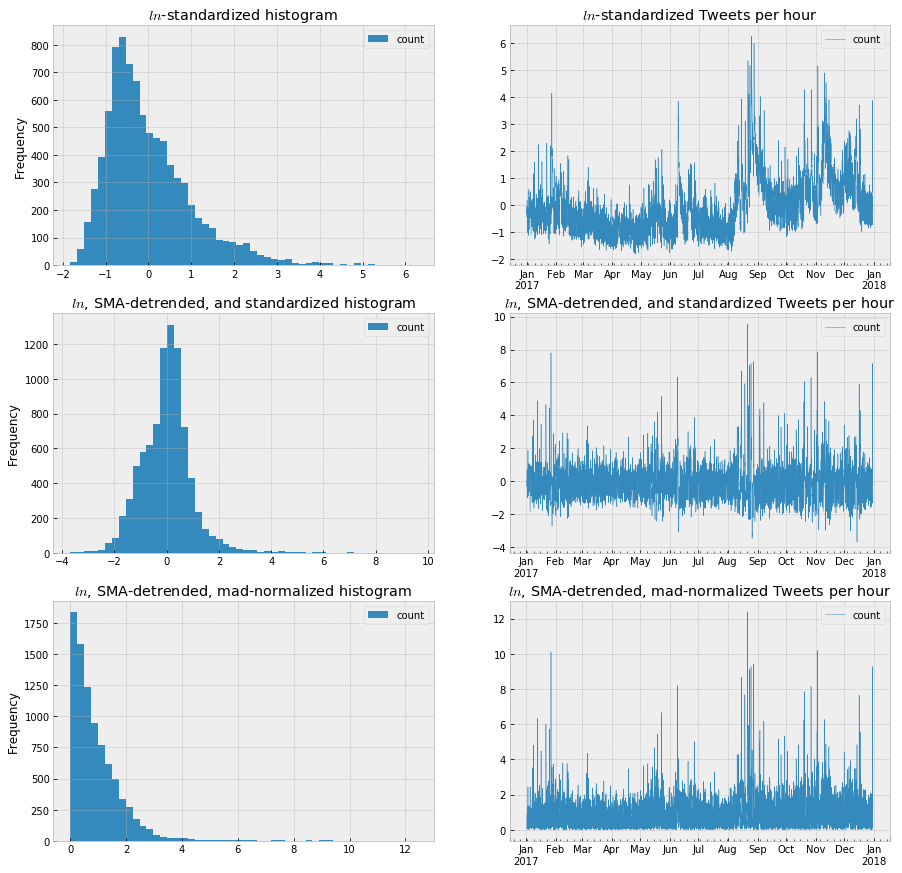 ln-standardized histogram
count
Frequency
800
700
600
500
400
300
200
100
0
−2 −1 0 1 2 3 4 5 6
ln-standardized Tweets per hour
count
6
5
4
3
2
1
0
−1
−2
Jan Feb Mar Apr May Jun Jul Aug Sep Oct Nov Dec Jan
2017 2018
ln, SMA-detrended, and standardized histogram
count
Frequency
1200
1000
800
600
400
200
0
−4 −2 0 2 4 6 8 10
ln, SMA-detrended, and standardized Tweets per hour
count
10
8
6
4
2
0
−2
−4
Jan Feb Mar Apr May Jun Jul Aug Sep Oct Nov Dec Jan
2017 2018
ln, SMA-detrended, mad-normalized histogram
count
Frequency
1750
1500
1250
1000
750
500
250
0
0 2 4 6 8 10 12
ln, SMA-detrended, mad-normalized Tweets per hour
count
12
10
8
6
4
2
0
Jan Feb Mar Apr May Jun Jul Aug Sep Oct Nov Dec Jan
2017 2018